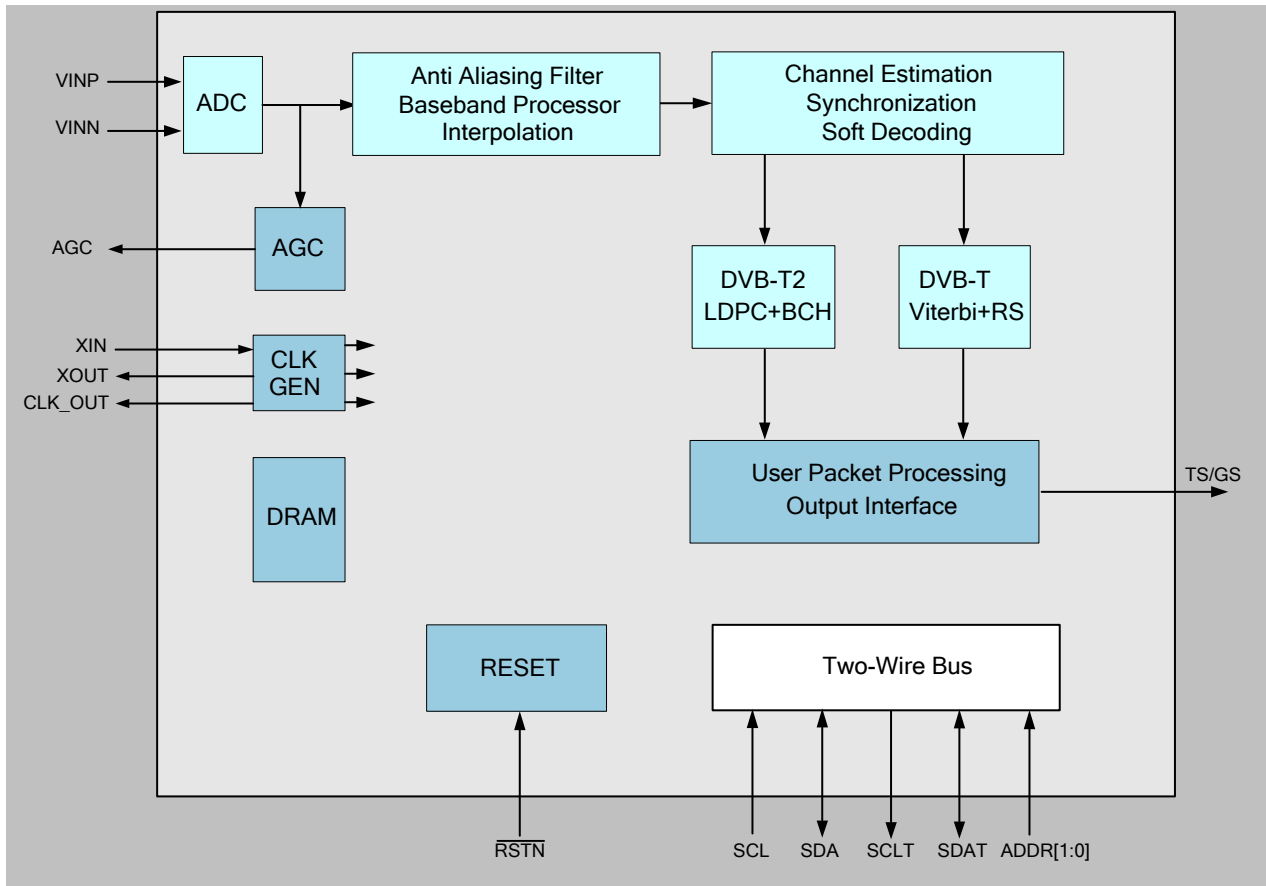 VINP
VINN
ADC
Anti Aliasing Filter
Baseband Processor
Interpolation
Channel Estimation
Synchronization
Soft Decoding
AGC
AGC
DVB-T2
LDPC+BCH
DVB-T
Viterbi+RS
XIN
XOUT
CLK_OUT
CLK
GEN
DRAM
User Packet Processing
Output Interface
TS/GS
RESET
Two-Wire Bus
RSTN
SCL
SDA
SCLT
SDAT
ADDR[1:0]